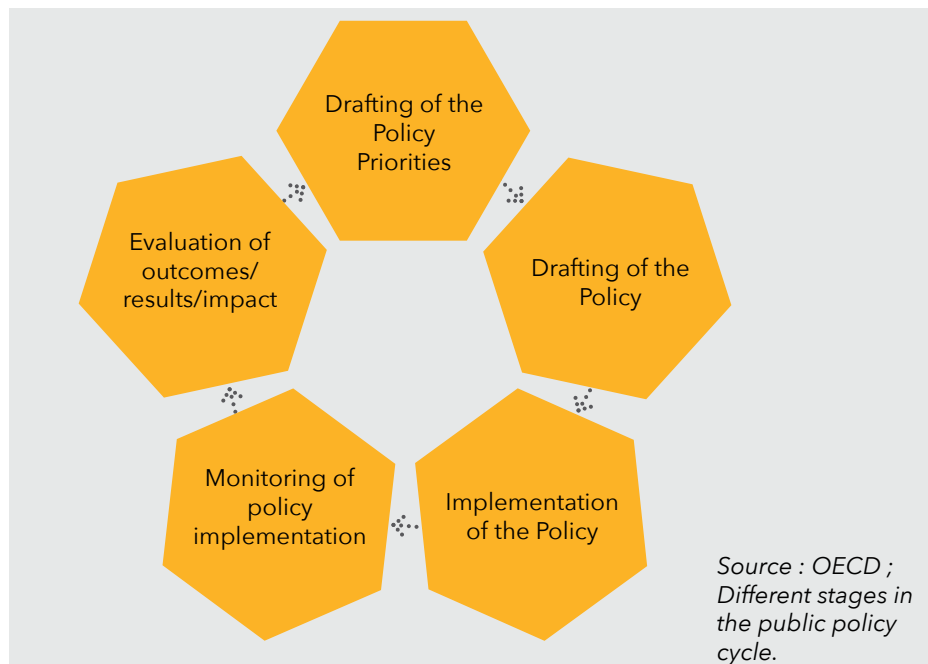 Drafting of the
Policy
Priorities
Drafting of the
Policy
Implementation
of the Policy
Monitoring of
policy
implementation
Evaluation of
outcomes/
results/impact
Source : OECD ;
Different stages in
the public policy
cycle.